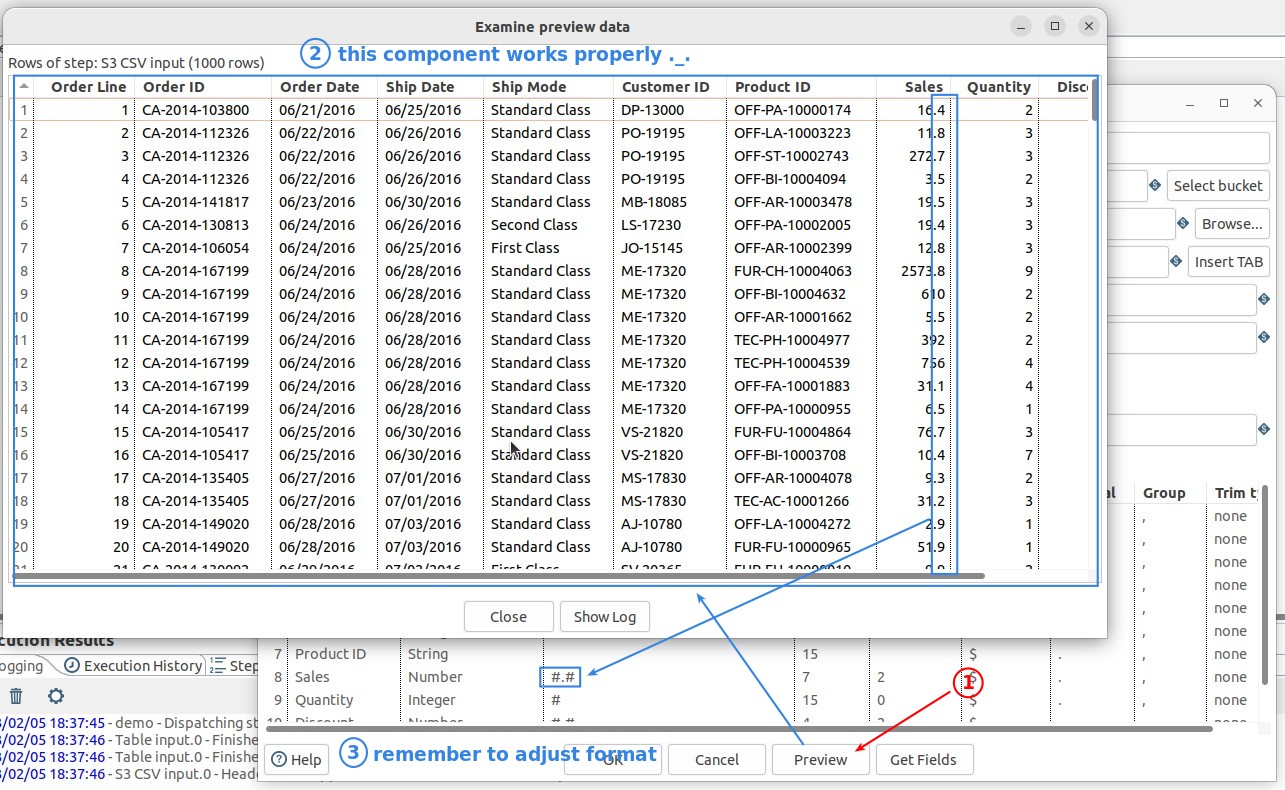 Examine preview data
② this component works properly ._.
Rows of step: S3 CSV input (1000 rows)
Order Line Order ID Order Date Ship Date Ship Mode Customer ID Product ID Sales Quantity Disc
1 1 CA-2014-103800 06/21/2016 06/25/2016 Standard Class DP-13000 OFF-PA-10000174 16.4 2
2 2 CA-2014-112326 06/22/2016 06/26/2016 Standard Class PO-19195 OFF-LA-10003223 11.8 3
3 3 CA-2014-112326 06/22/2016 06/26/2016 Standard Class PO-19195 OFF-ST-10002743 272.7 3
4 4 CA-2014-112326 06/22/2016 06/26/2016 Standard Class PO-19195 OFF-BI-10004094 3.5 2
5 5 CA-2014-141817 06/23/2016 06/30/2016 Standard Class MB-18085 OFF-AR-10003478 19.5 3
6 6 CA-2014-130813 06/24/2016 06/26/2016 Second Class LS-17230 OFF-PA-10002005 19.4 3
7 7 CA-2014-106054 06/24/2016 06/25/2016 First Class JO-15145 OFF-AR-10002399 12.8 3
8 8 CA-2014-167199 06/24/2016 06/28/2016 Standard Class ME-17320 FUR-CH-10004063 2573.8 9
9 9 CA-2014-167199 06/24/2016 06/28/2016 Standard Class ME-17320 OFF-BI-10004632 610 2
10 10 CA-2014-167199 06/24/2016 06/28/2016 Standard Class ME-17320 OFF-AR-10001662 5.5 3
11 11 CA-2014-167199 06/24/2016 06/28/2016 Standard Class ME-17320 TEC-PH-10004977 392 2
12 12 CA-2014-167199 06/24/2016 06/28/2016 Standard Class ME-17320 TEC-PH-10004539 756 4
13 13 CA-2014-167199 06/24/2016 06/28/2016 Standard Class ME-17320 OFF-FA-10001883 31.1 4
14 14 CA-2014-167199 06/24/2016 06/28/2016 Standard Class ME-17320 OFF-PA-10000955 6.5 1
15 15 CA-2014-105417 06/25/2016 06/30/2016 Standard Class VS-21820 FUR-FU-10004864 76.7 3
16 16 CA-2014-105417 06/25/2016 06/30/2016 Standard Class VS-21820 OFF-BI-10003708 10.4 7
17 17 CA-2014-135405 06/27/2016 07/01/2016 Standard Class MS-17830 OFF-AR-10004078 9.3 2
18 18 CA-2014-135405 06/27/2016 07/01/2016 Standard Class MS-17830 TEC-AC-10001266 31.2 3
19 19 CA-2014-149020 06/28/2016 07/03/2016 Standard Class AJ-10780 OFF-LA-10004272 2.9 1
20 20 CA-2014-149020 06/28/2016 07/03/2016 Standard Class AJ-10780 FUR-FU-10000965 51.9 1
Close Show Log
Select bucket
Browse...
Insert TAB
al Group Trim t
, none
, none
, none
, none
, none
, none
7 Product ID String 15 $ . , none
8 Sales Number #.# 7 2 $ . , none
9 Quantity Integer # 15 0 $ . , none
①
Help OK Cancel Preview Get Fields
③ remember to adjust format
cution Results
ogging Execution History Step
/02/05 18:37:45 - demo - Dispatching st
/02/05 18:37:46 - Table input.0 - Finishe
/02/05 18:37:46 - Table input.0 - Finishe
/02/05 18:37:46 - S3 CSV input.0 - Heade